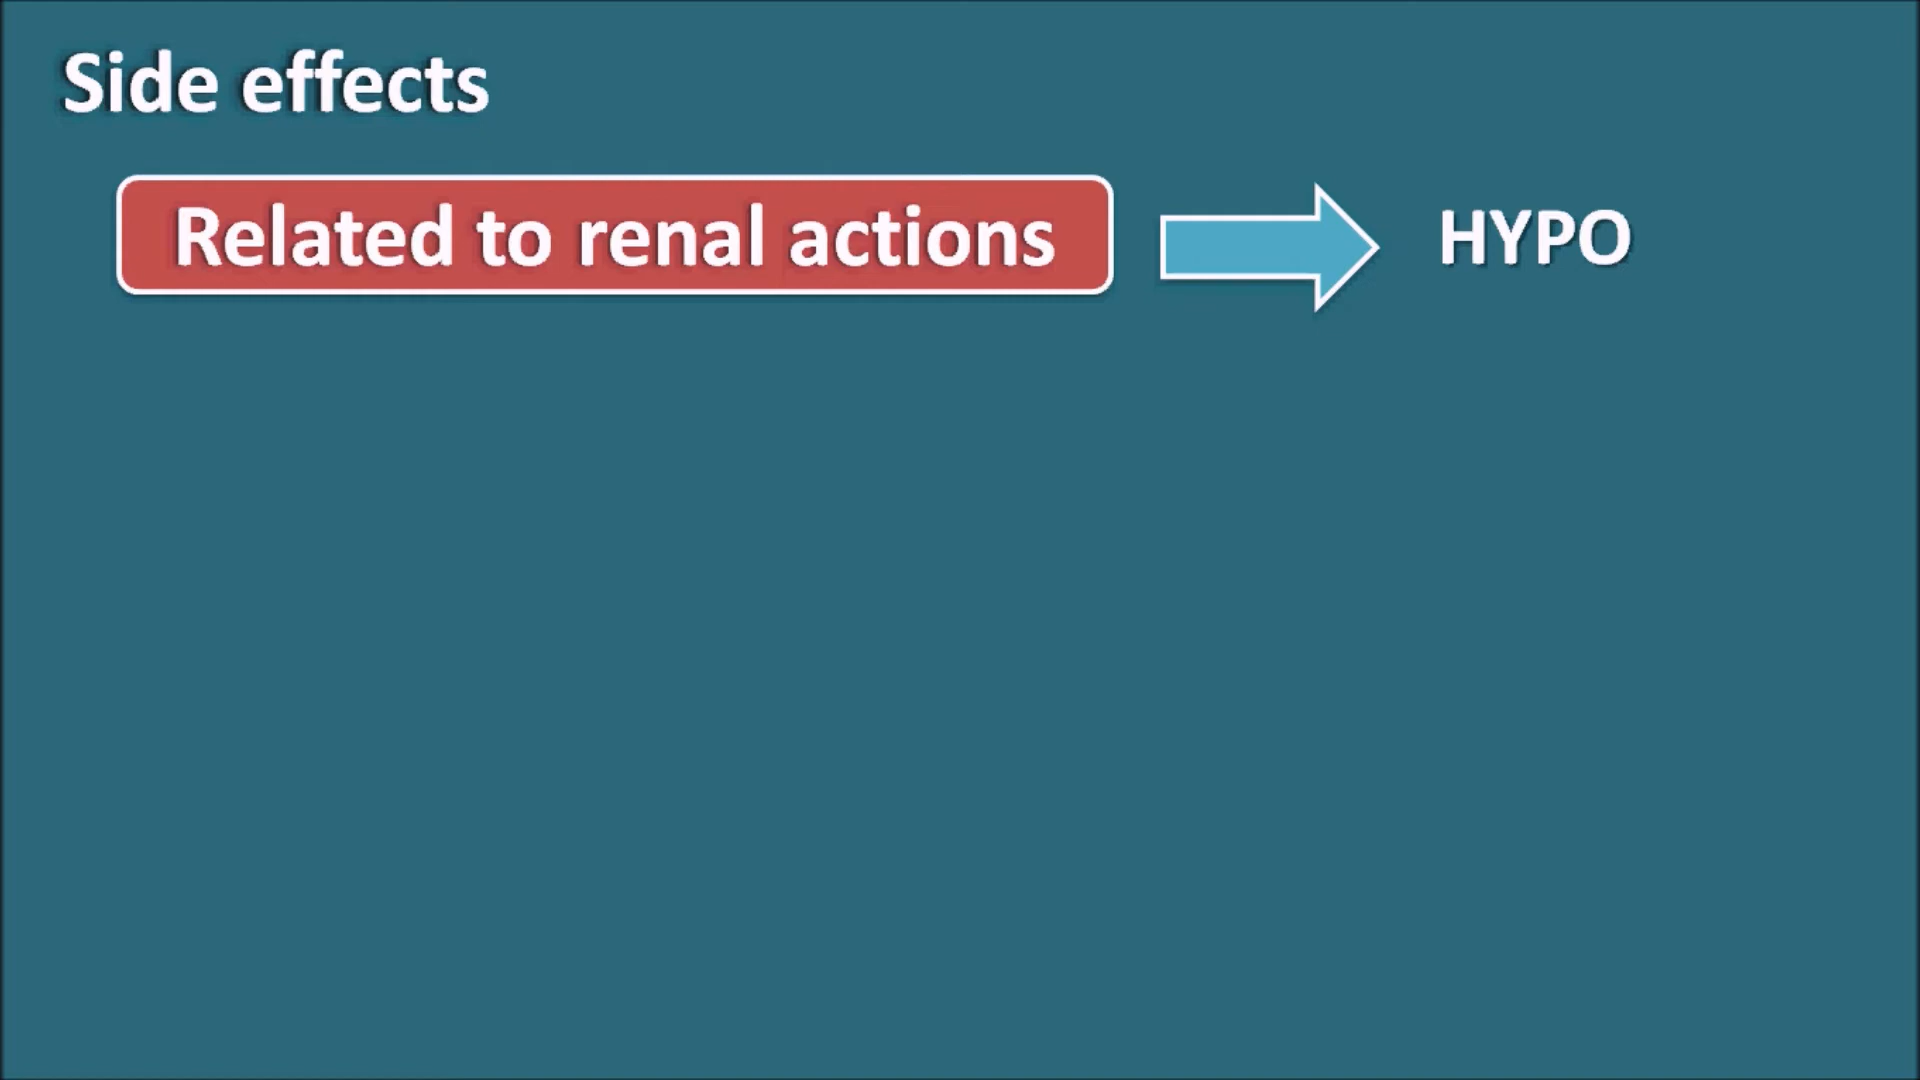 Side effects
Related to renal actions
HYPO